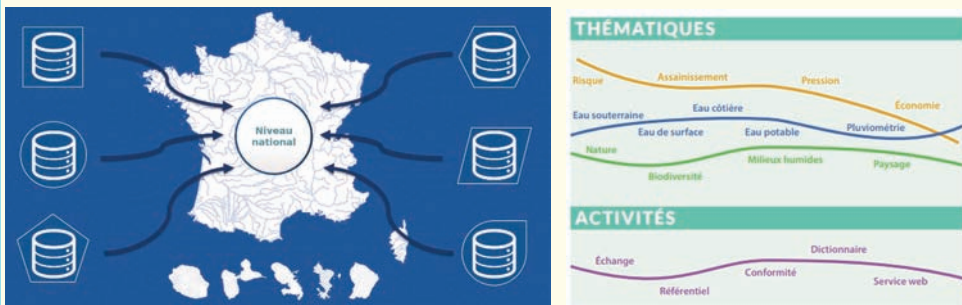 Niveau
national
THÉMATIQUES
Risque
Assainissement
Pression
Économie
Eau souterraine
Eau côtière
Eau de surface
Eau potable
Pluviométrie
Nature
Biodiversité
Milieux humides
Paysage
ACTIVITÉS
Échange
Référentiel
Conformité
Dictionnaire
Service web